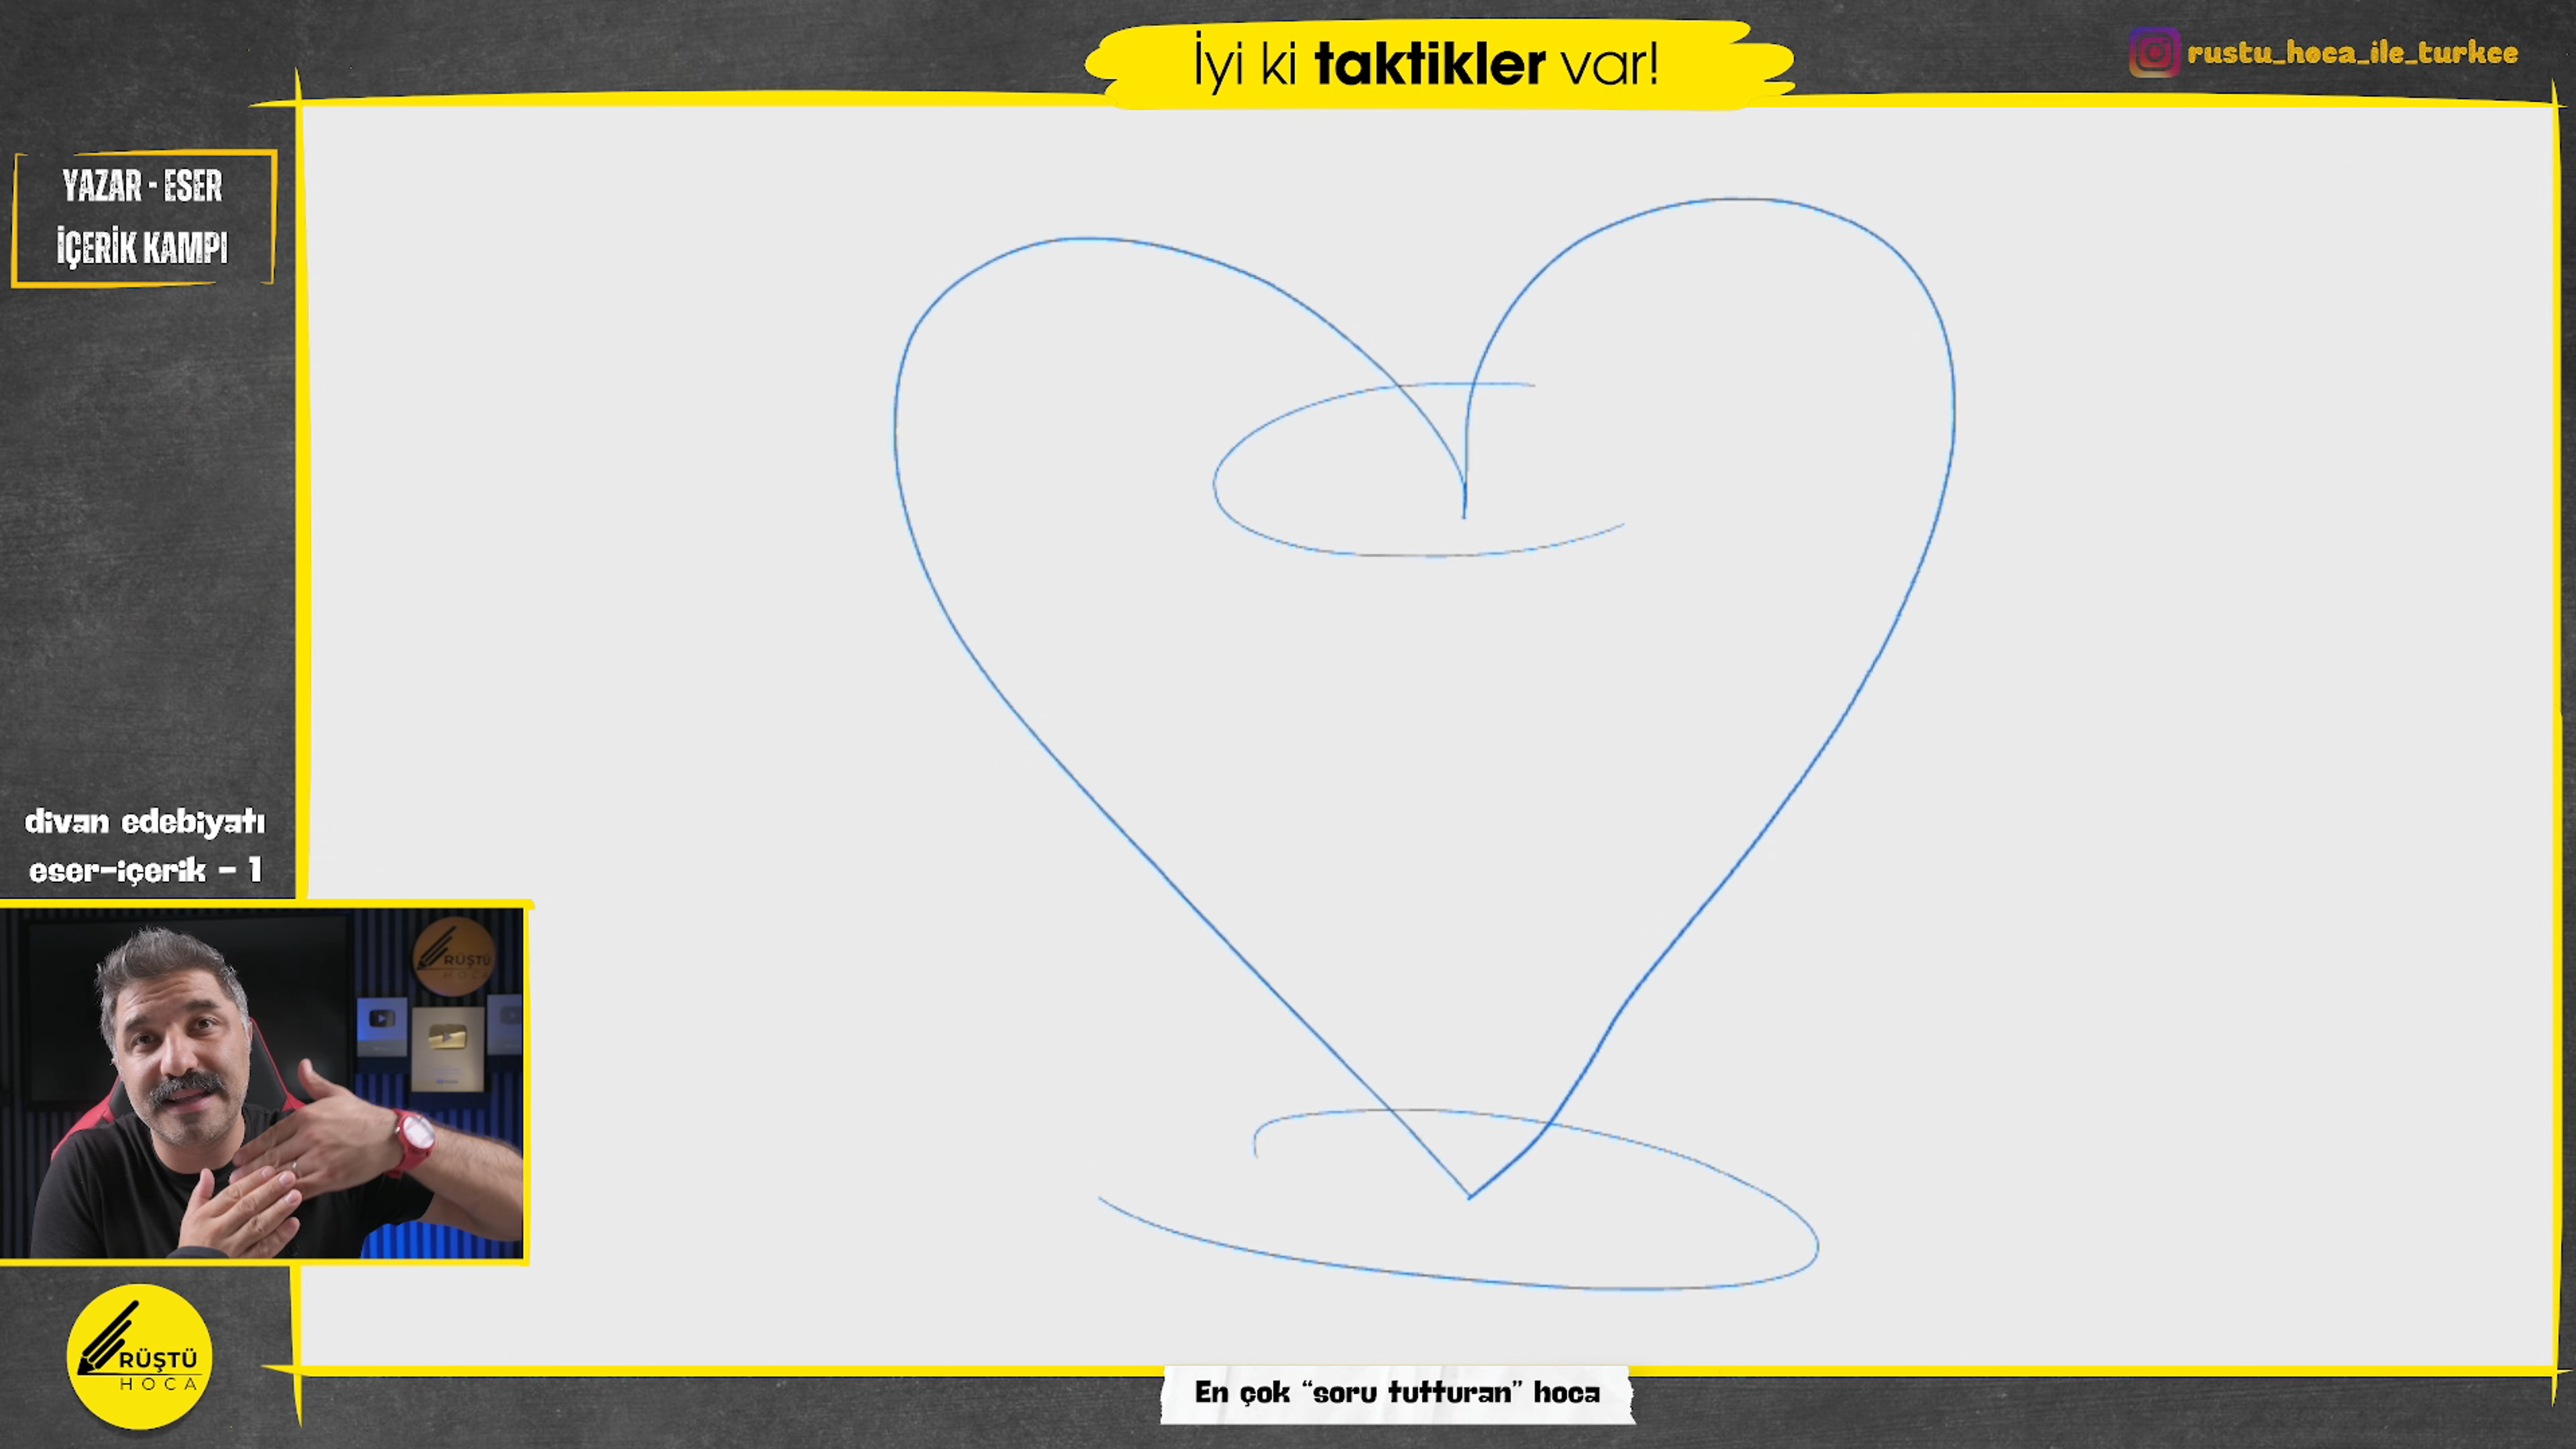 İyi ki taktikler var!
rustu_hoca_ile_turkce
YAZAR - ESER
İÇERİK KAMPI
divan edebiyatı
eser-içerik - 1
RÜŞTÜ
HOCA
RÜŞTÜ
HOCA
En çok “soru tutturan” hoca